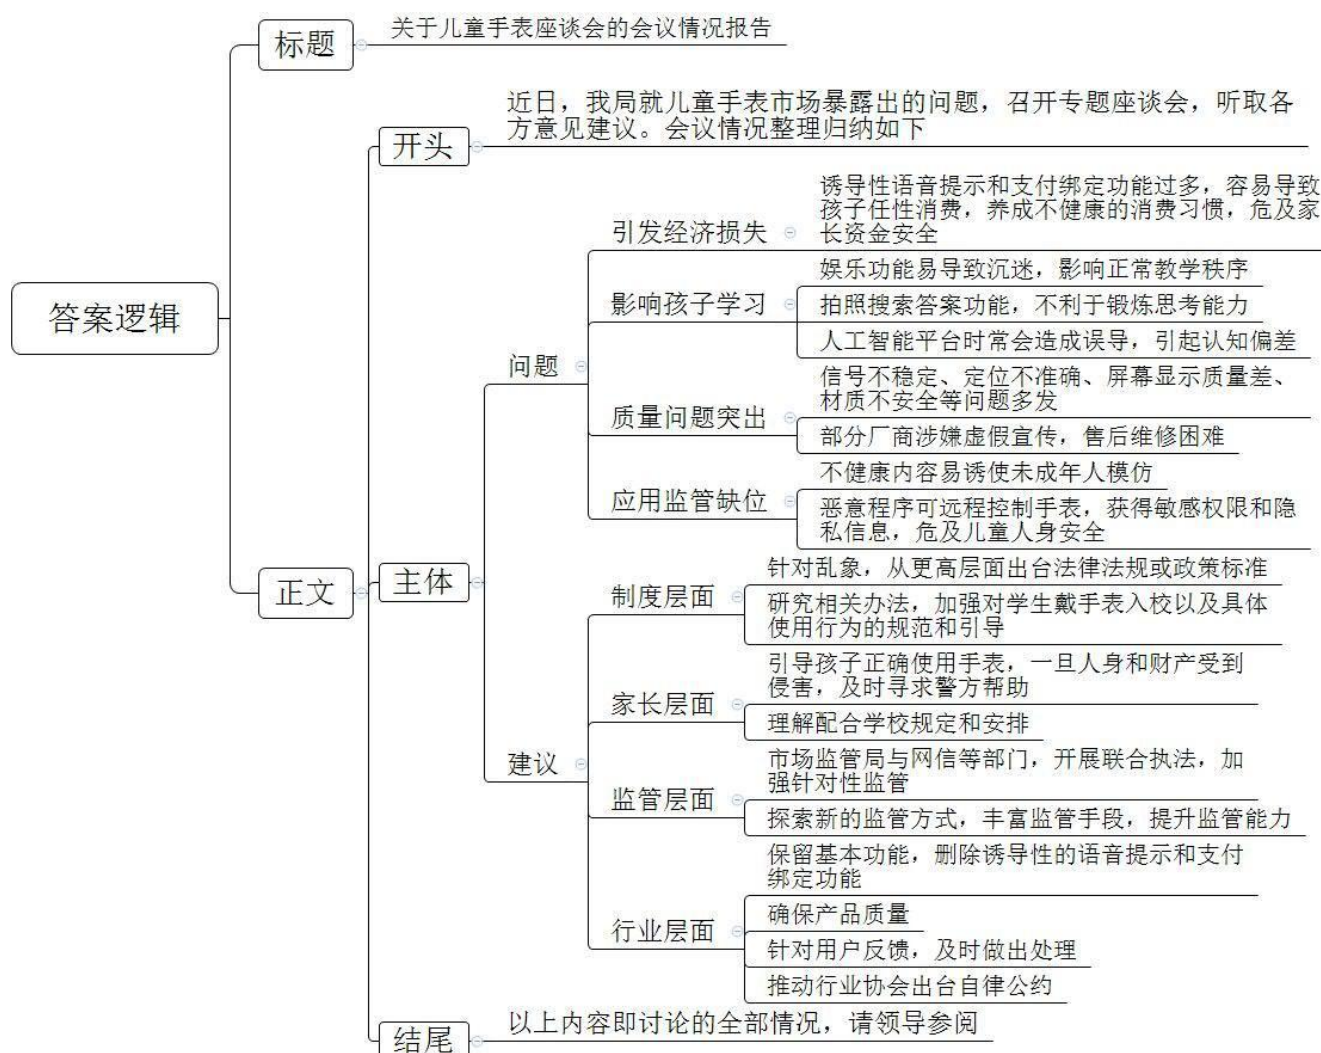 答案逻辑
标题
关于儿童手表座谈会的会议情况报告
正文
开头
近日，我局就儿童手表市场暴露出的问题，召开专题座谈会，听取各
方意见建议。会议情况整理归纳如下
主体
问题
引发经济损失
诱导性语音提示和支付绑定功能过多，容易导致
孩子任性消费，养成不健康的消费习惯，危及家
长资金安全
影响孩子学习
娱乐功能易导致沉迷，影响正常教学秩序
拍照搜索答案功能，不利于锻炼思考能力
人工智能平台时常会造成误导，引起认知偏差
质量问题突出
信号不稳定、定位不准确、屏幕显示质量差、
材质不安全等问题多发
部分厂商涉嫌虚假宣传，售后维修困难
应用监管缺位
不健康内容易诱使未成年人模仿
恶意程序可远程控制手表，获得敏感权限和隐
私信息，危及儿童人身安全
建议
制度层面
针对乱象，从更高层面出台法律法规或政策标准
研究相关办法，加强对学生戴手表入校以及具体
使用行为的规范和引导
家长层面
引导孩子正确使用手表，一旦人身和财产受到
侵害，及时寻求警方帮助
理解配合学校规定和安排
监管层面
市场监管局与网信等部门，开展联合执法，加
强针对性监管
探索新的监管方式，丰富监管手段，提升监管能力
行业层面
保留基本功能，删除诱导性的语音提示和支付
绑定功能
确保产品质量
针对用户反馈，及时做出处理
推动行业协会出台自律公约
结尾
以上内容即讨论的全部情况，请领导参阅